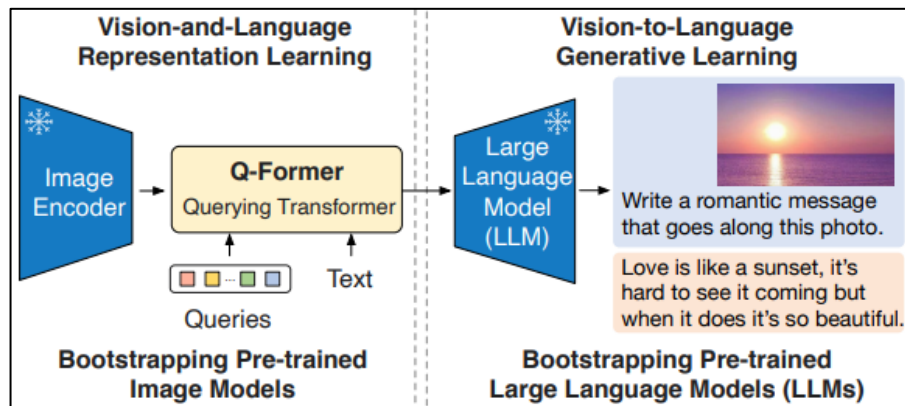 Vision-and-Language
Representation Learning
Vision-to-Language
Generative Learning
Image
Encoder
Q-Former
Querying Transformer
...
Queries
Text
Large
Language
Model
(LLM)
Write a romantic message
that goes along this photo.
Love is like a sunset, it's
hard to see it coming but
when it does it's so beautiful.
Bootstrapping Pre-trained
Image Models
Bootstrapping Pre-trained
Large Language Models (LLMs)